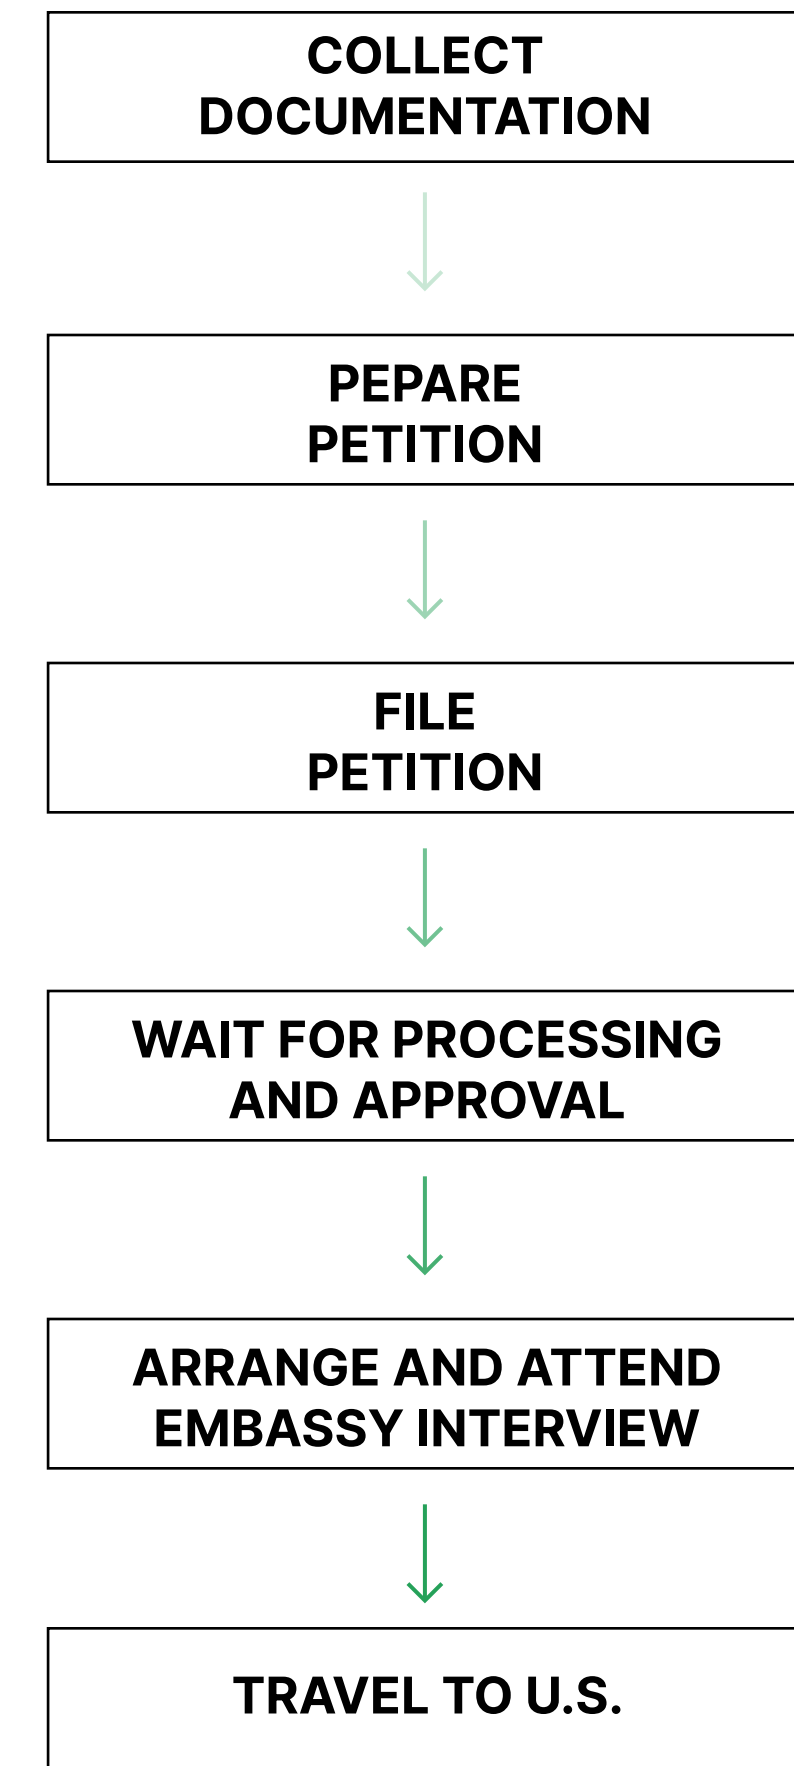 COLLECT
DOCUMENTATION
PEPARE
PETITION
FILE
PETITION
WAIT FOR PROCESSING
AND APPROVAL
ARRANGE AND ATTEND
EMBASSY INTERVIEW
TRAVEL TO U.S.